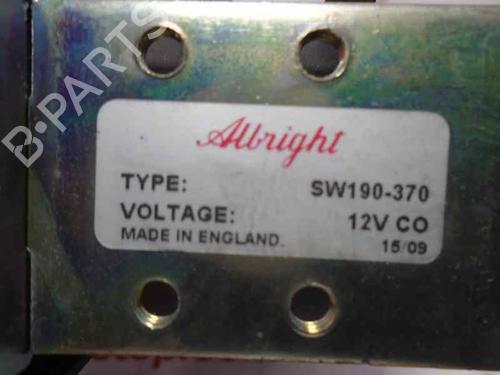 B-PARTS
Albright
TYPE: SW190-370
VOLTAGE: 12V CO
MADE IN ENGLAND. 15/09